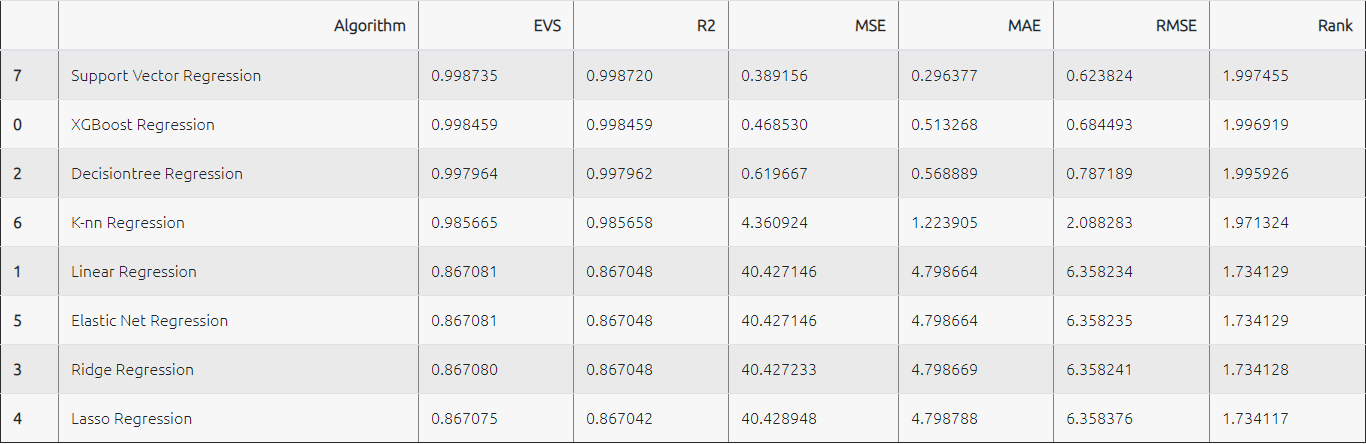 Algorithm EVS R2 MSE MAE RMSE Rank
7 Support Vector Regression 0.998735 0.998720 0.389156 0.296377 0.623824 1.997455
0 XGBoost Regression 0.998459 0.998459 0.468530 0.513268 0.684493 1.996919
2 Decisiontree Regression 0.997964 0.997962 0.619667 0.568889 0.787189 1.995926
6 K-nn Regression 0.985665 0.985658 4.360924 1.223905 2.088283 1.971324
1 Linear Regression 0.867081 0.867048 40.427146 4.798664 6.358234 1.734129
5 Elastic Net Regression 0.867081 0.867048 40.427146 4.798664 6.358235 1.734129
3 Ridge Regression 0.867080 0.867048 40.427233 4.798669 6.358241 1.734128
4 Lasso Regression 0.867075 0.867042 40.428948 4.798788 6.358376 1.734117